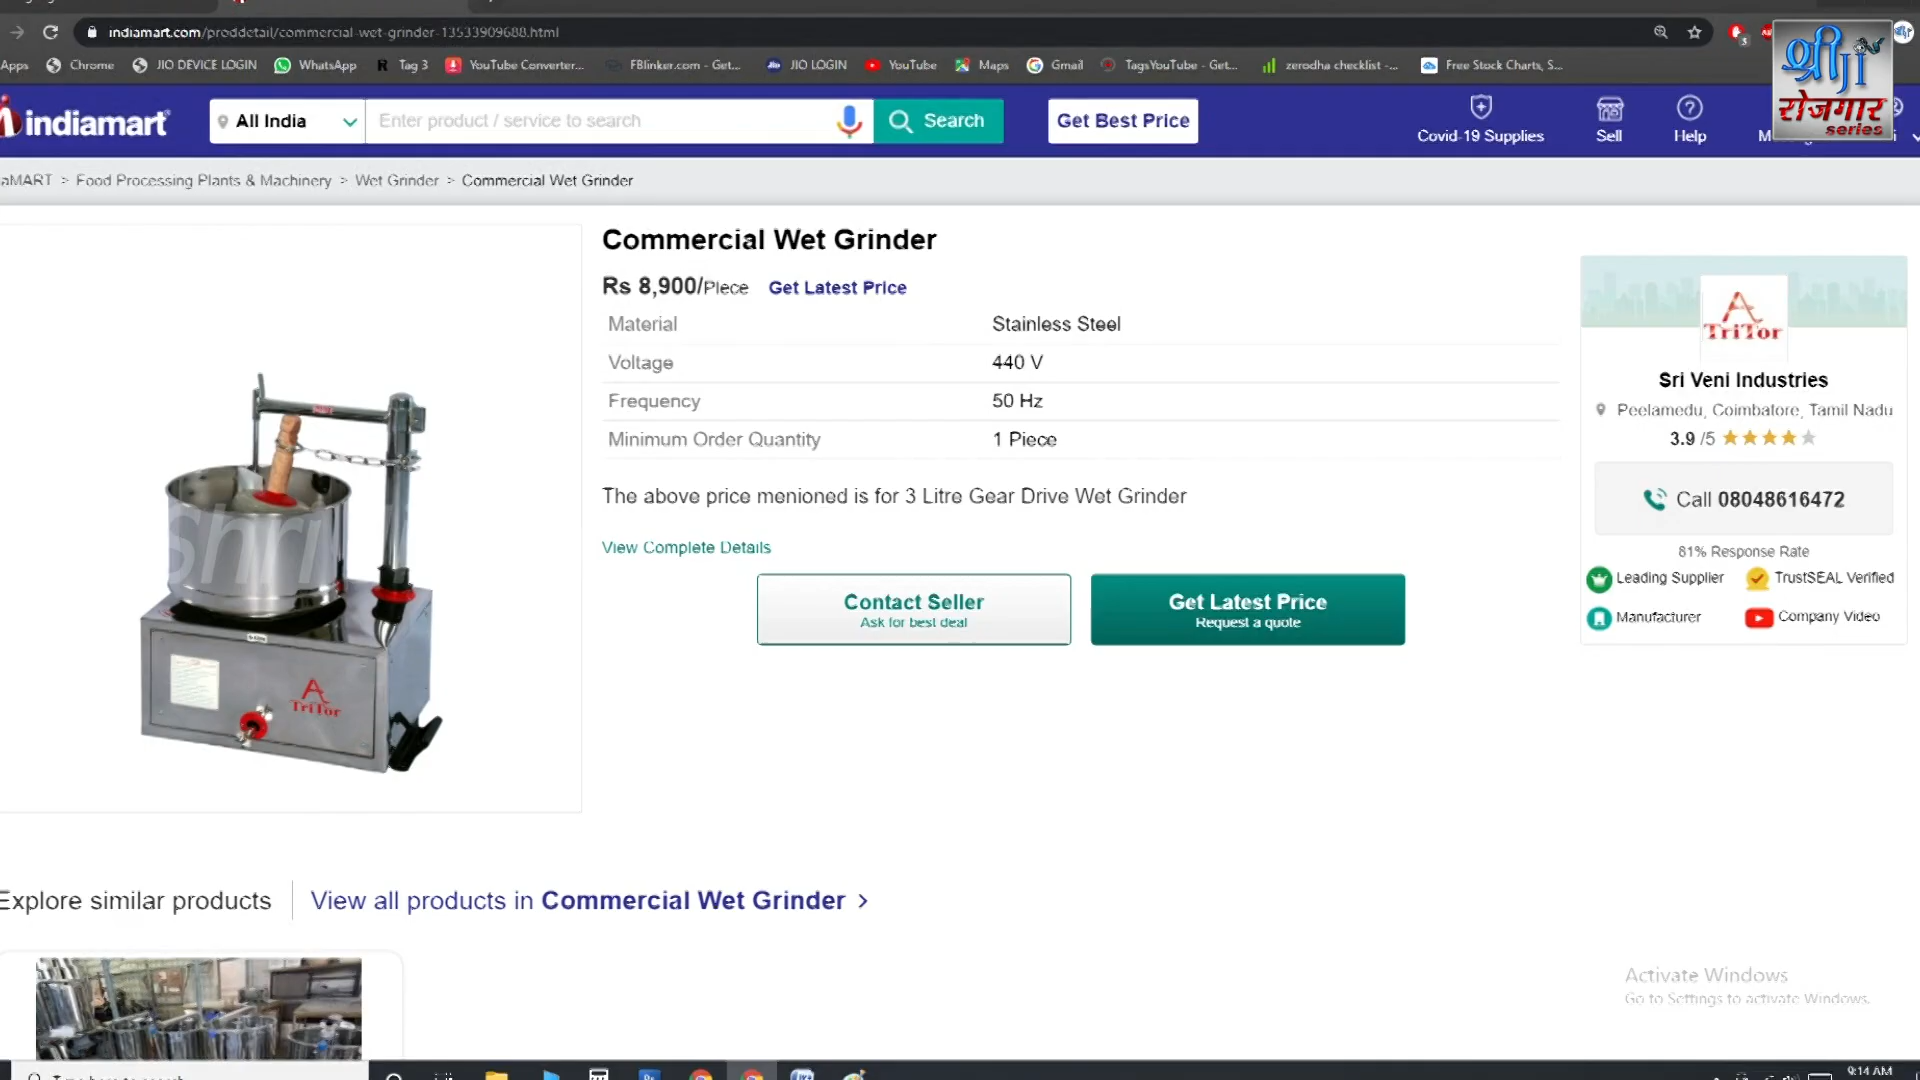 indiamart.com/proddetail/commercial-wet-grinder-13533909688.html
Apps Chrome JIO DEVICE LOGIN WhatsApp Tag 3 YouTube Converter... FBlinker.com - Get... JIO LOGIN YouTube Maps Gmail TagsYouTube - Get... zerodha checklist -... Free Stock Charts, S...
श्रीजी
रोजगार
series
indiamart All India Enter product / service to search Search Get Best Price
Covid-19 Supplies Sell Help
aMART > Food Processing Plants & Machinery > Wet Grinder > Commercial Wet Grinder
Commercial Wet Grinder
Rs 8,900/Piece Get Latest Price
Material Stainless Steel
Voltage 440 V
Frequency 50 Hz
Minimum Order Quantity 1 Piece
The above price menioned is for 3 Litre Gear Drive Wet Grinder
View Complete Details
Contact Seller
Ask for best deal
Get Latest Price
Request a quote
A
TriTor
Sri Veni Industries
Peelamedu, Coimbatore, Tamil Nadu
3.9 /5
Call 08048616472
81% Response Rate
Leading Supplier TrustSEAL Verified
Manufacturer Company Video
Shri
A
TriTor
Explore similar products View all products in Commercial Wet Grinder >
Activate Windows
Go to Settings to activate Windows.
Type here to search
9:14 AM